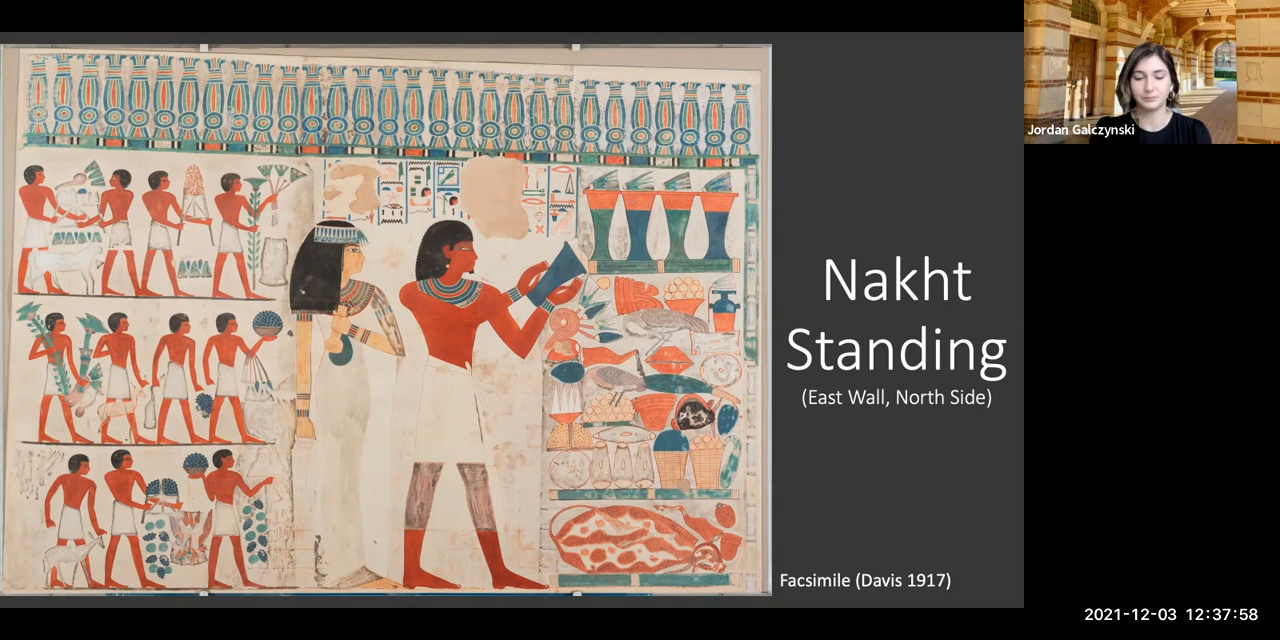 Jordan Galczynski
Nakht
Standing
(East Wall, North Side)
Facsimile (Davis 1917)
2021-12-03 12:37:58